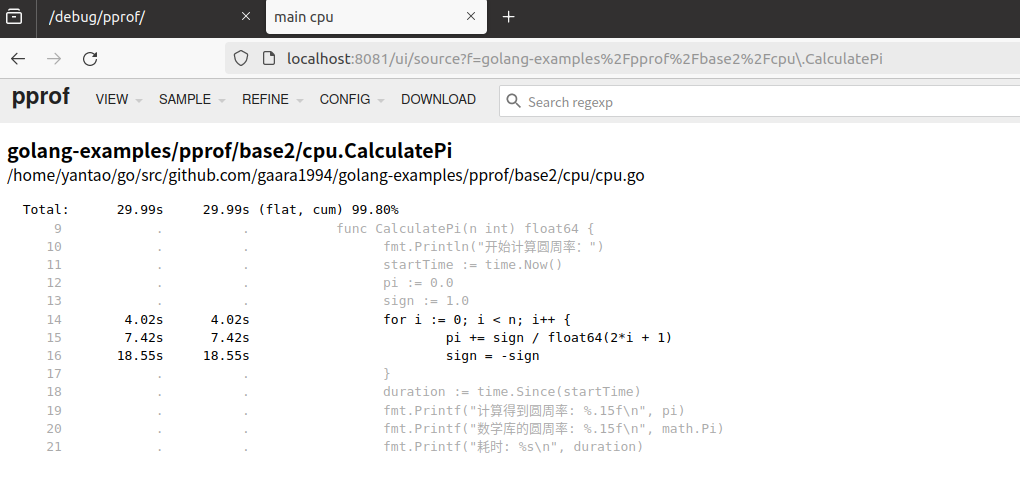 /debug/pprof/
main cpu
localhost:8081/ui/source?f=golang-examples%2Fpprof%2Fbase2%2Fcpu\.CalculatePi
pprof VIEW SAMPLE REFINE CONFIG DOWNLOAD Search regexp
golang-examples/pprof/base2/cpu.CalculatePi
/home/yantao/go/src/github.com/gaara1994/golang-examples/pprof/base2/cpu/cpu.go
Total: 29.99s 29.99s (flat, cum) 99.80%
9 . . func CalculatePi(n int) float64 {
10 . . fmt.Println("开始计算圆周率：")
11 . . startTime := time.Now()
12 . . pi := 0.0
13 . . sign := 1.0
14 4.02s 4.02s for i := 0; i < n; i++ {
15 7.42s 7.42s pi += sign / float64(2*i + 1)
16 18.55s 18.55s sign = -sign
17 . . }
18 . . duration := time.Since(startTime)
19 . . fmt.Printf("计算得到圆周率: %.15f\n", pi)
20 . . fmt.Printf("数学库的圆周率: %.15f\n", math.Pi)
21 . . fmt.Printf("耗时: %s\n", duration)